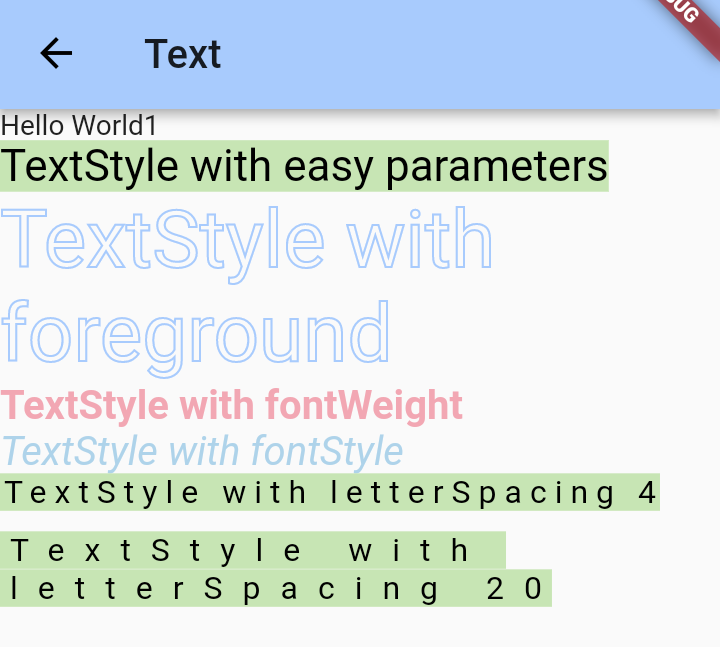 Text
Hello World1
TextStyle with easy parameters
TextStyle with
foreground
TextStyle with fontWeight
TextStyle with fontStyle
TextStyle with letterSpacing 4
TextStyle with
letterSpacing 20